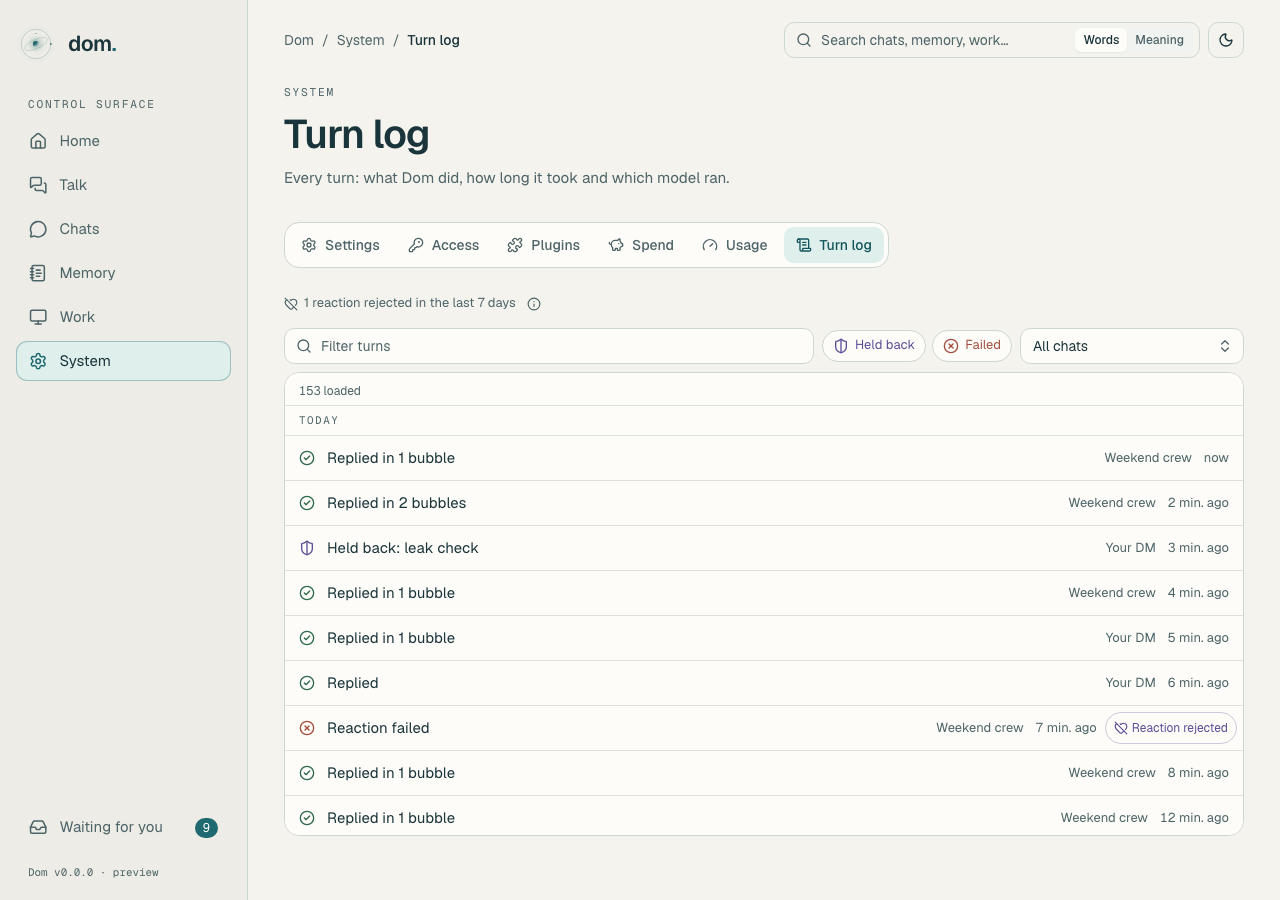 dom.
Dom / System / Turn log
Search chats, memory, work…
Words
Meaning
CONTROL SURFACE
Home
Talk
Chats
Memory
Work
System
Waiting for you
9
Dom v0.0.0 · preview
SYSTEM
Turn log
Every turn: what Dom did, how long it took and which model ran.
Settings
Access
Plugins
Spend
Usage
Turn log
1 reaction rejected in the last 7 days
Filter turns
Held back
Failed
All chats
153 loaded
TODAY
Replied in 1 bubble Weekend crew now
Replied in 2 bubbles Weekend crew 2 min. ago
Held back: leak check Your DM 3 min. ago
Replied in 1 bubble Weekend crew 4 min. ago
Replied in 1 bubble Your DM 5 min. ago
Replied Your DM 6 min. ago
Reaction failed Weekend crew 7 min. ago Reaction rejected
Replied in 1 bubble Weekend crew 8 min. ago
Replied in 1 bubble Weekend crew 12 min. ago